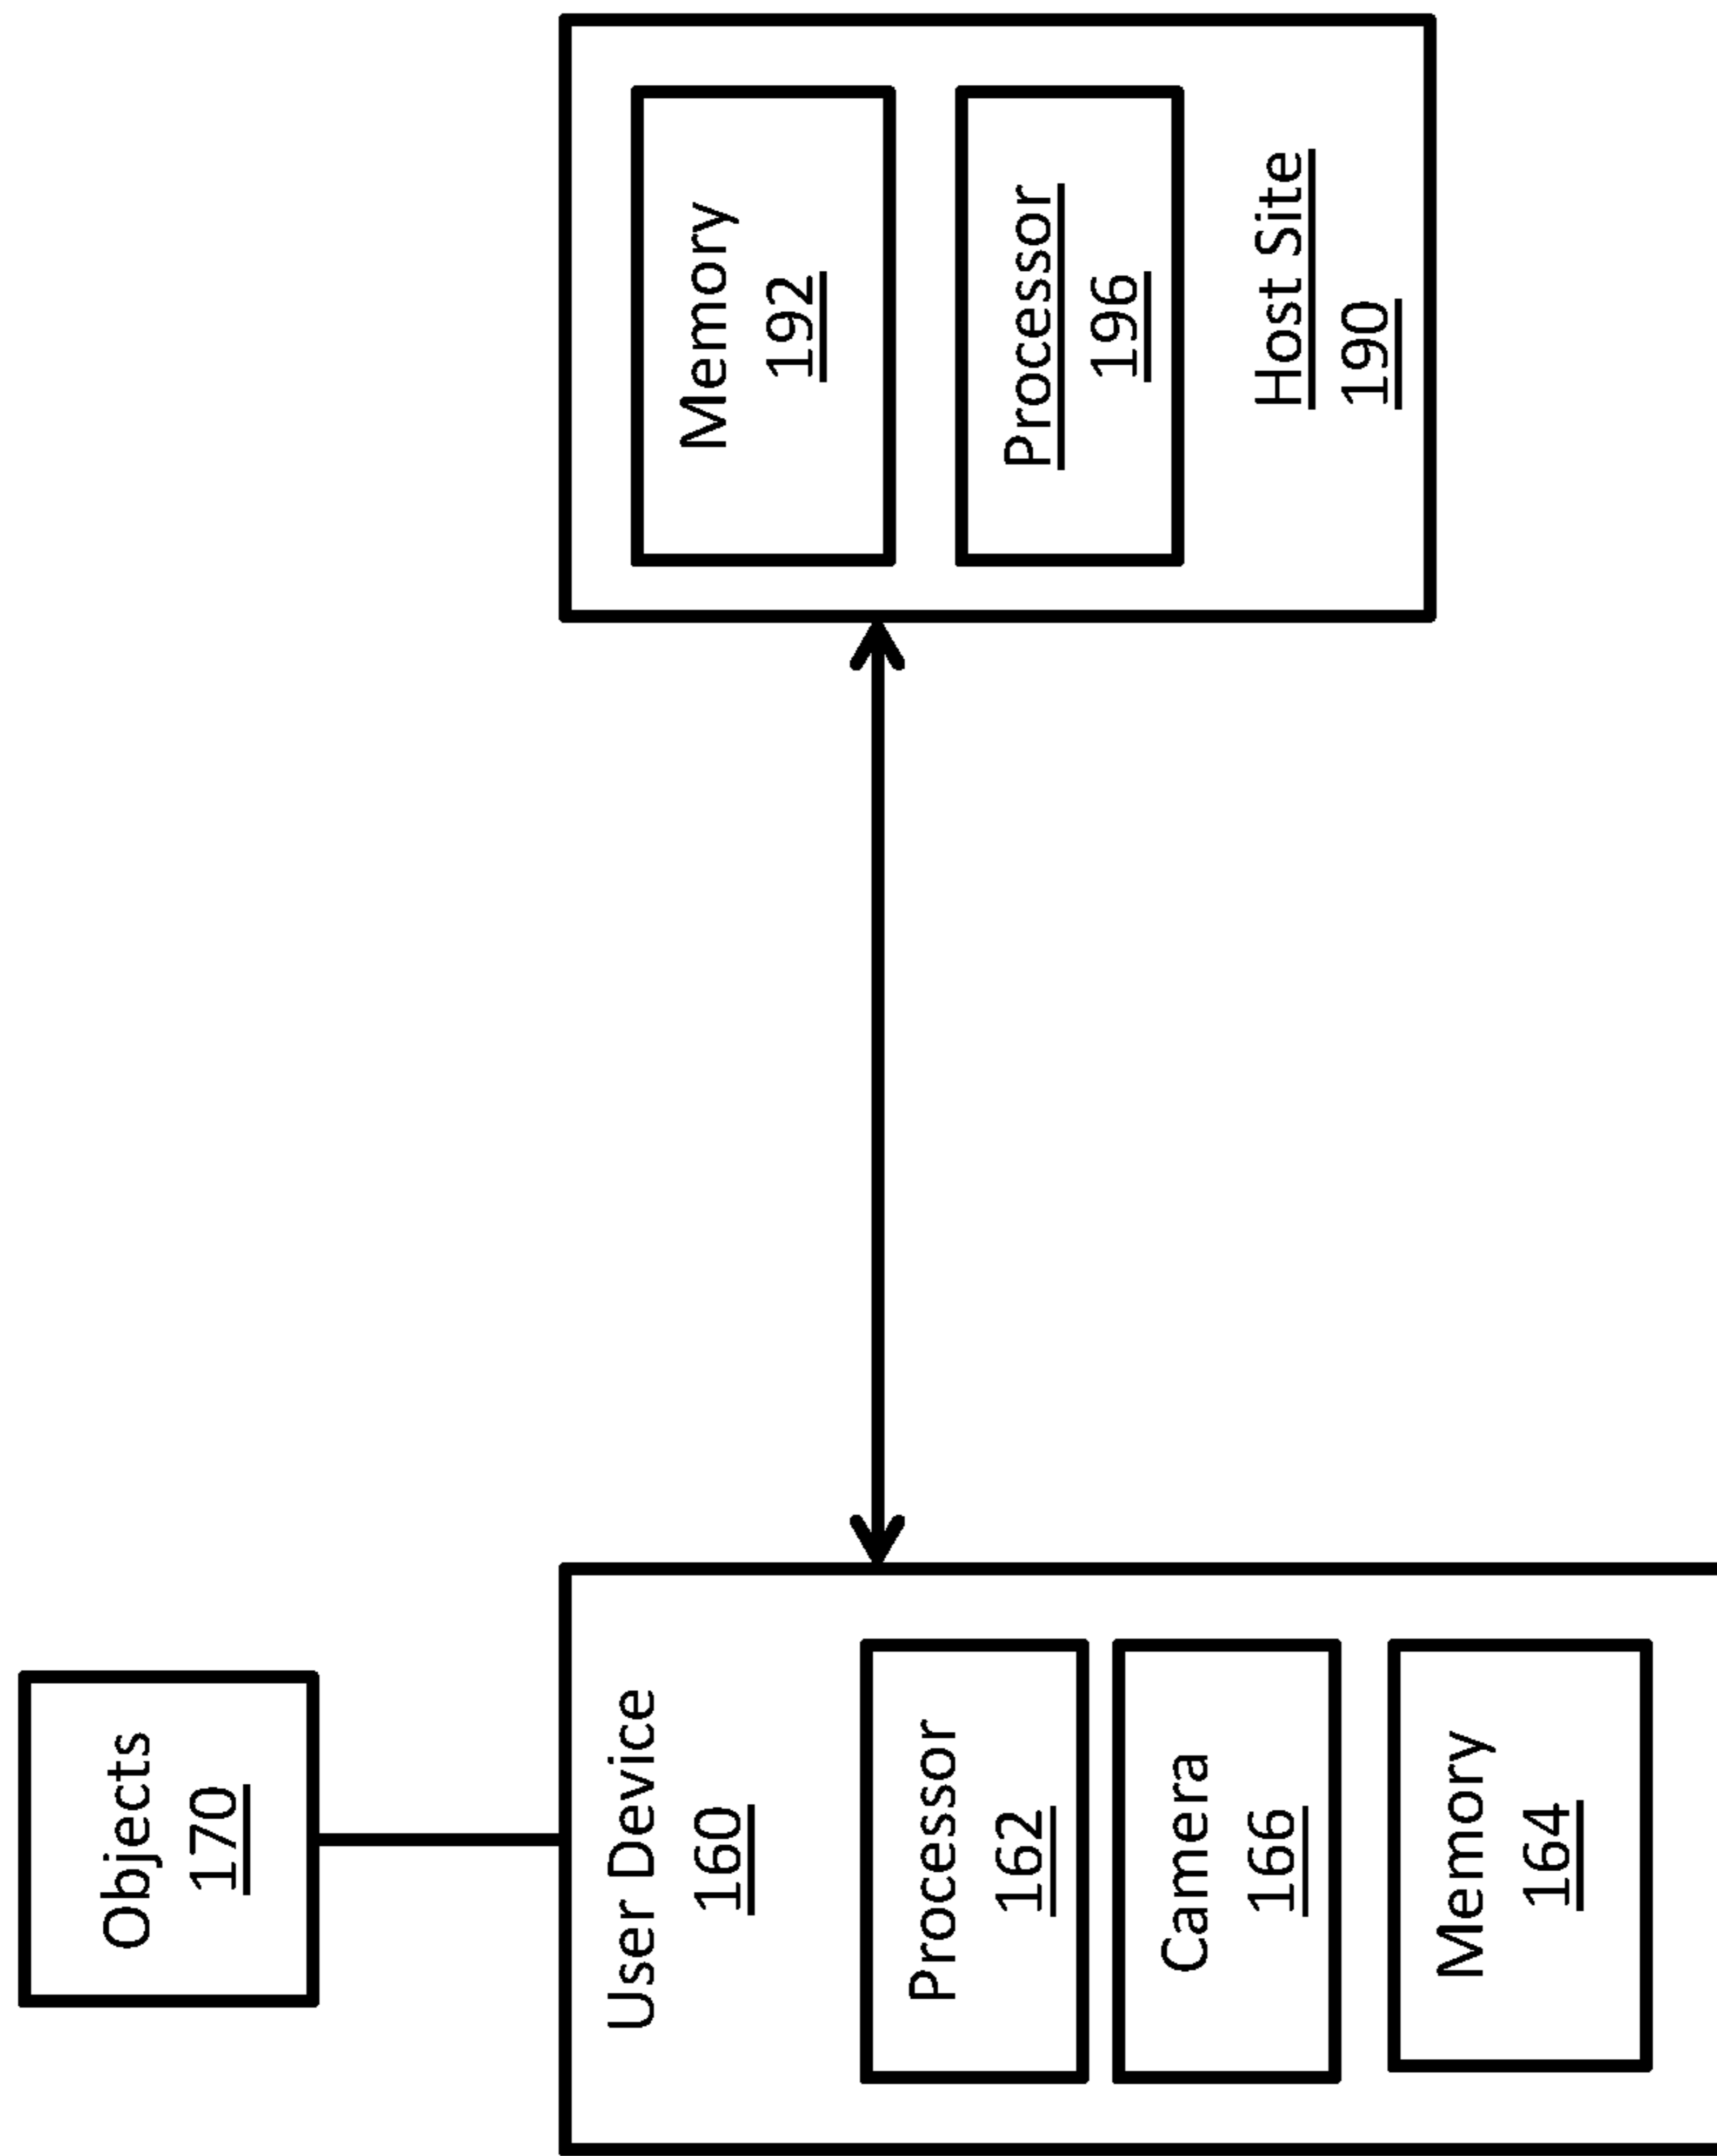 Objects
170
User Device
160
Processor
162
Camera
166
Memory
164
Memory
192
Processor
196
Host Site
190